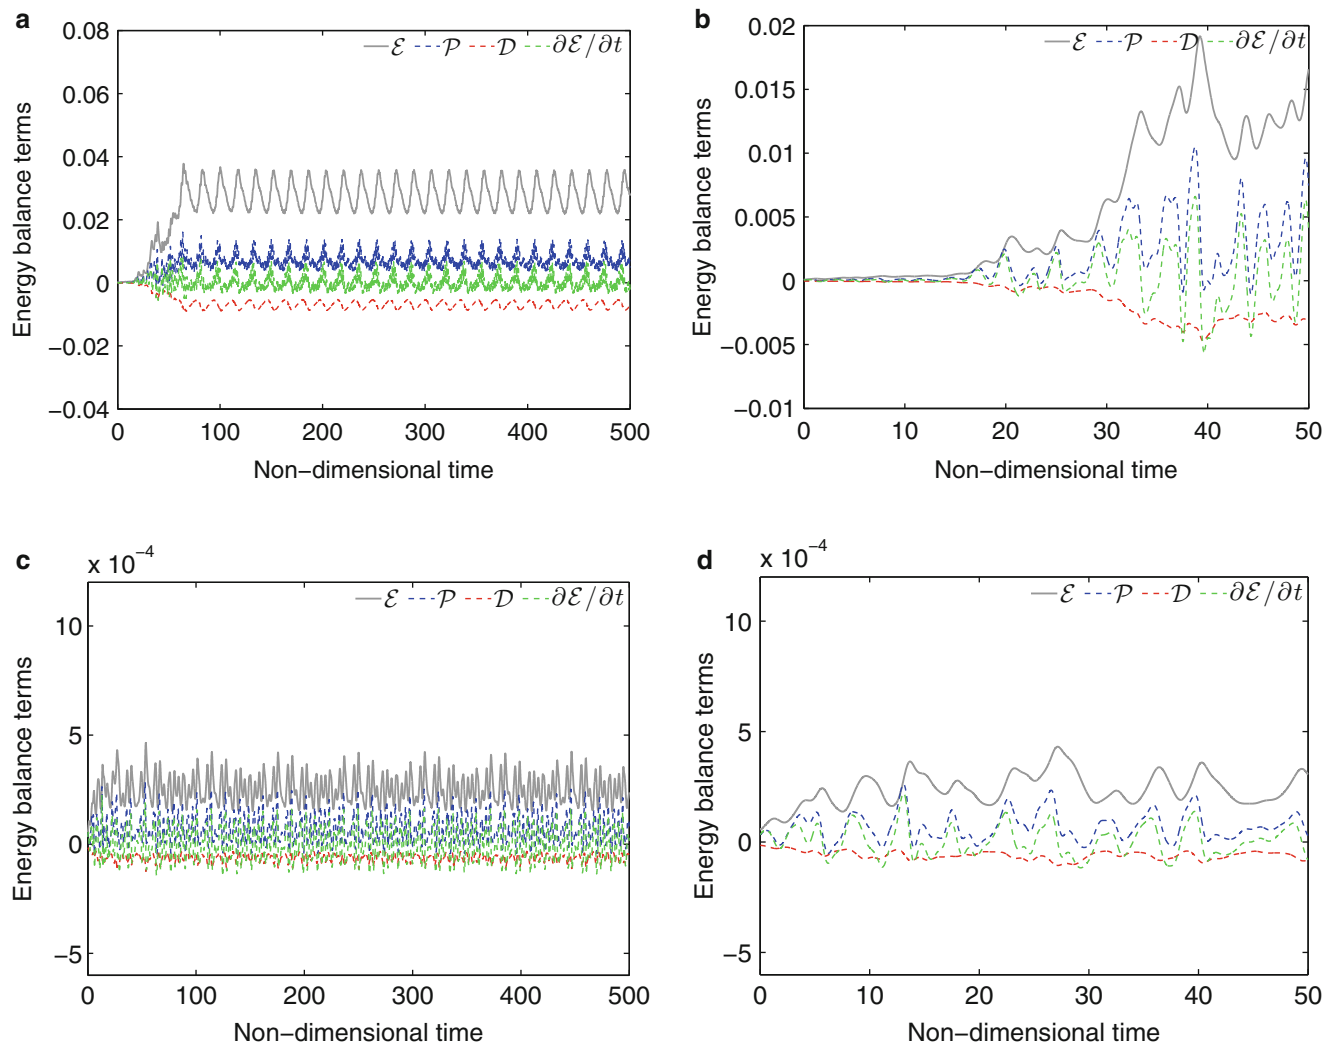 a
0.08
0.06
0.04
0.02
0
−0.02
−0.04
Energy balance terms
ℰ 𝒫 𝒟 ∂ℰ/∂t
0 100 200 300 400 500
Non−dimensional time
b
0.02
0.015
0.01
0.005
0
−0.005
−0.01
Energy balance terms
ℰ 𝒫 𝒟 ∂ℰ/∂t
0 10 20 30 40 50
Non−dimensional time
c
x 10⁻⁴
10
5
0
−5
Energy balance terms
ℰ 𝒫 𝒟 ∂ℰ/∂t
0 100 200 300 400 500
Non−dimensional time
d
x 10⁻⁴
10
5
0
−5
Energy balance terms
ℰ 𝒫 𝒟 ∂ℰ/∂t
0 10 20 30 40 50
Non−dimensional time